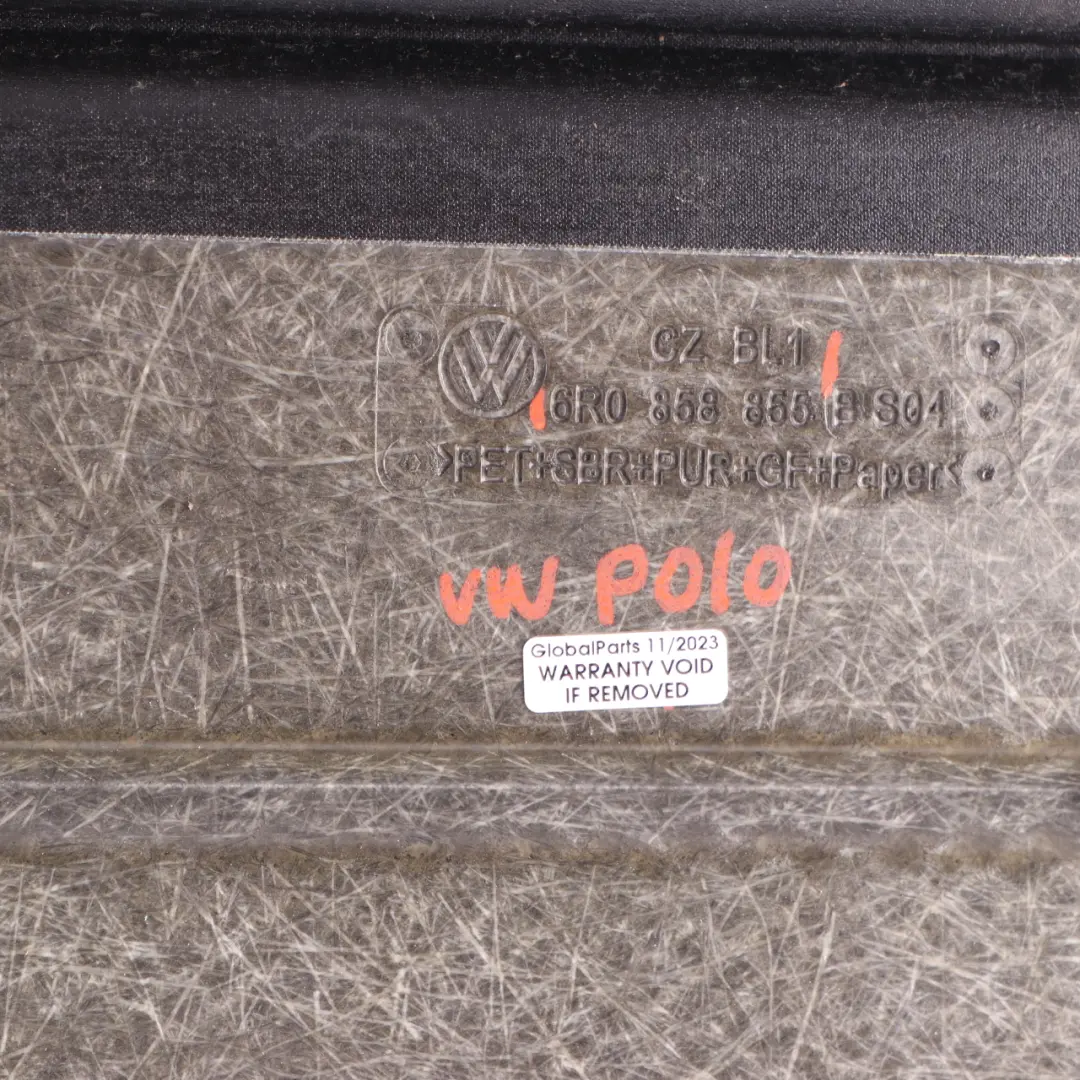 VW
CZ BL1
6R0 858 855 B S04
>PET+SBR+PUR+GF+Paper<
VW POLO
GlobalParts 11/2023
WARRANTY VOID
IF REMOVED